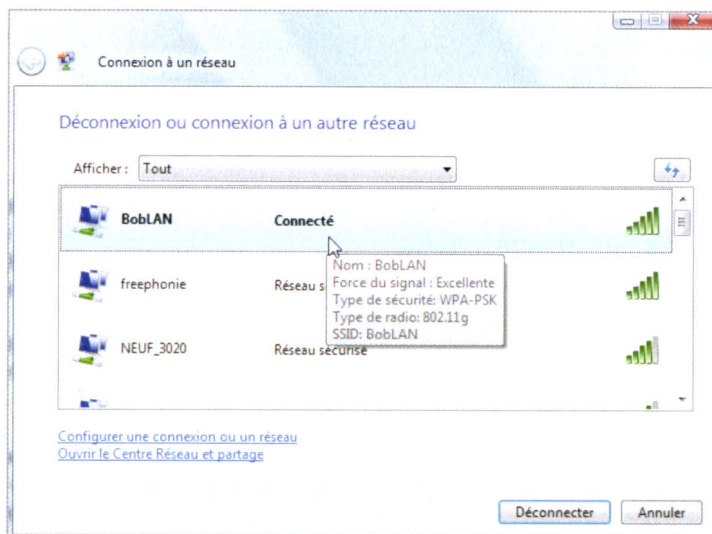 Connexion à un réseau
Déconnexion ou connexion à un autre réseau
Afficher : Tout
BobLAN Connecté
Nom : BobLAN
freephonie Réseau s
Force du signal : Excellente
Type de sécurité: WPA-PSK
Type de radio: 802.11g
SSID: BobLAN
NEUF_3020 Réseau sécurisé
Configurer une connexion ou un réseau
Ouvrir le Centre Réseau et partage
Déconnecter Annuler